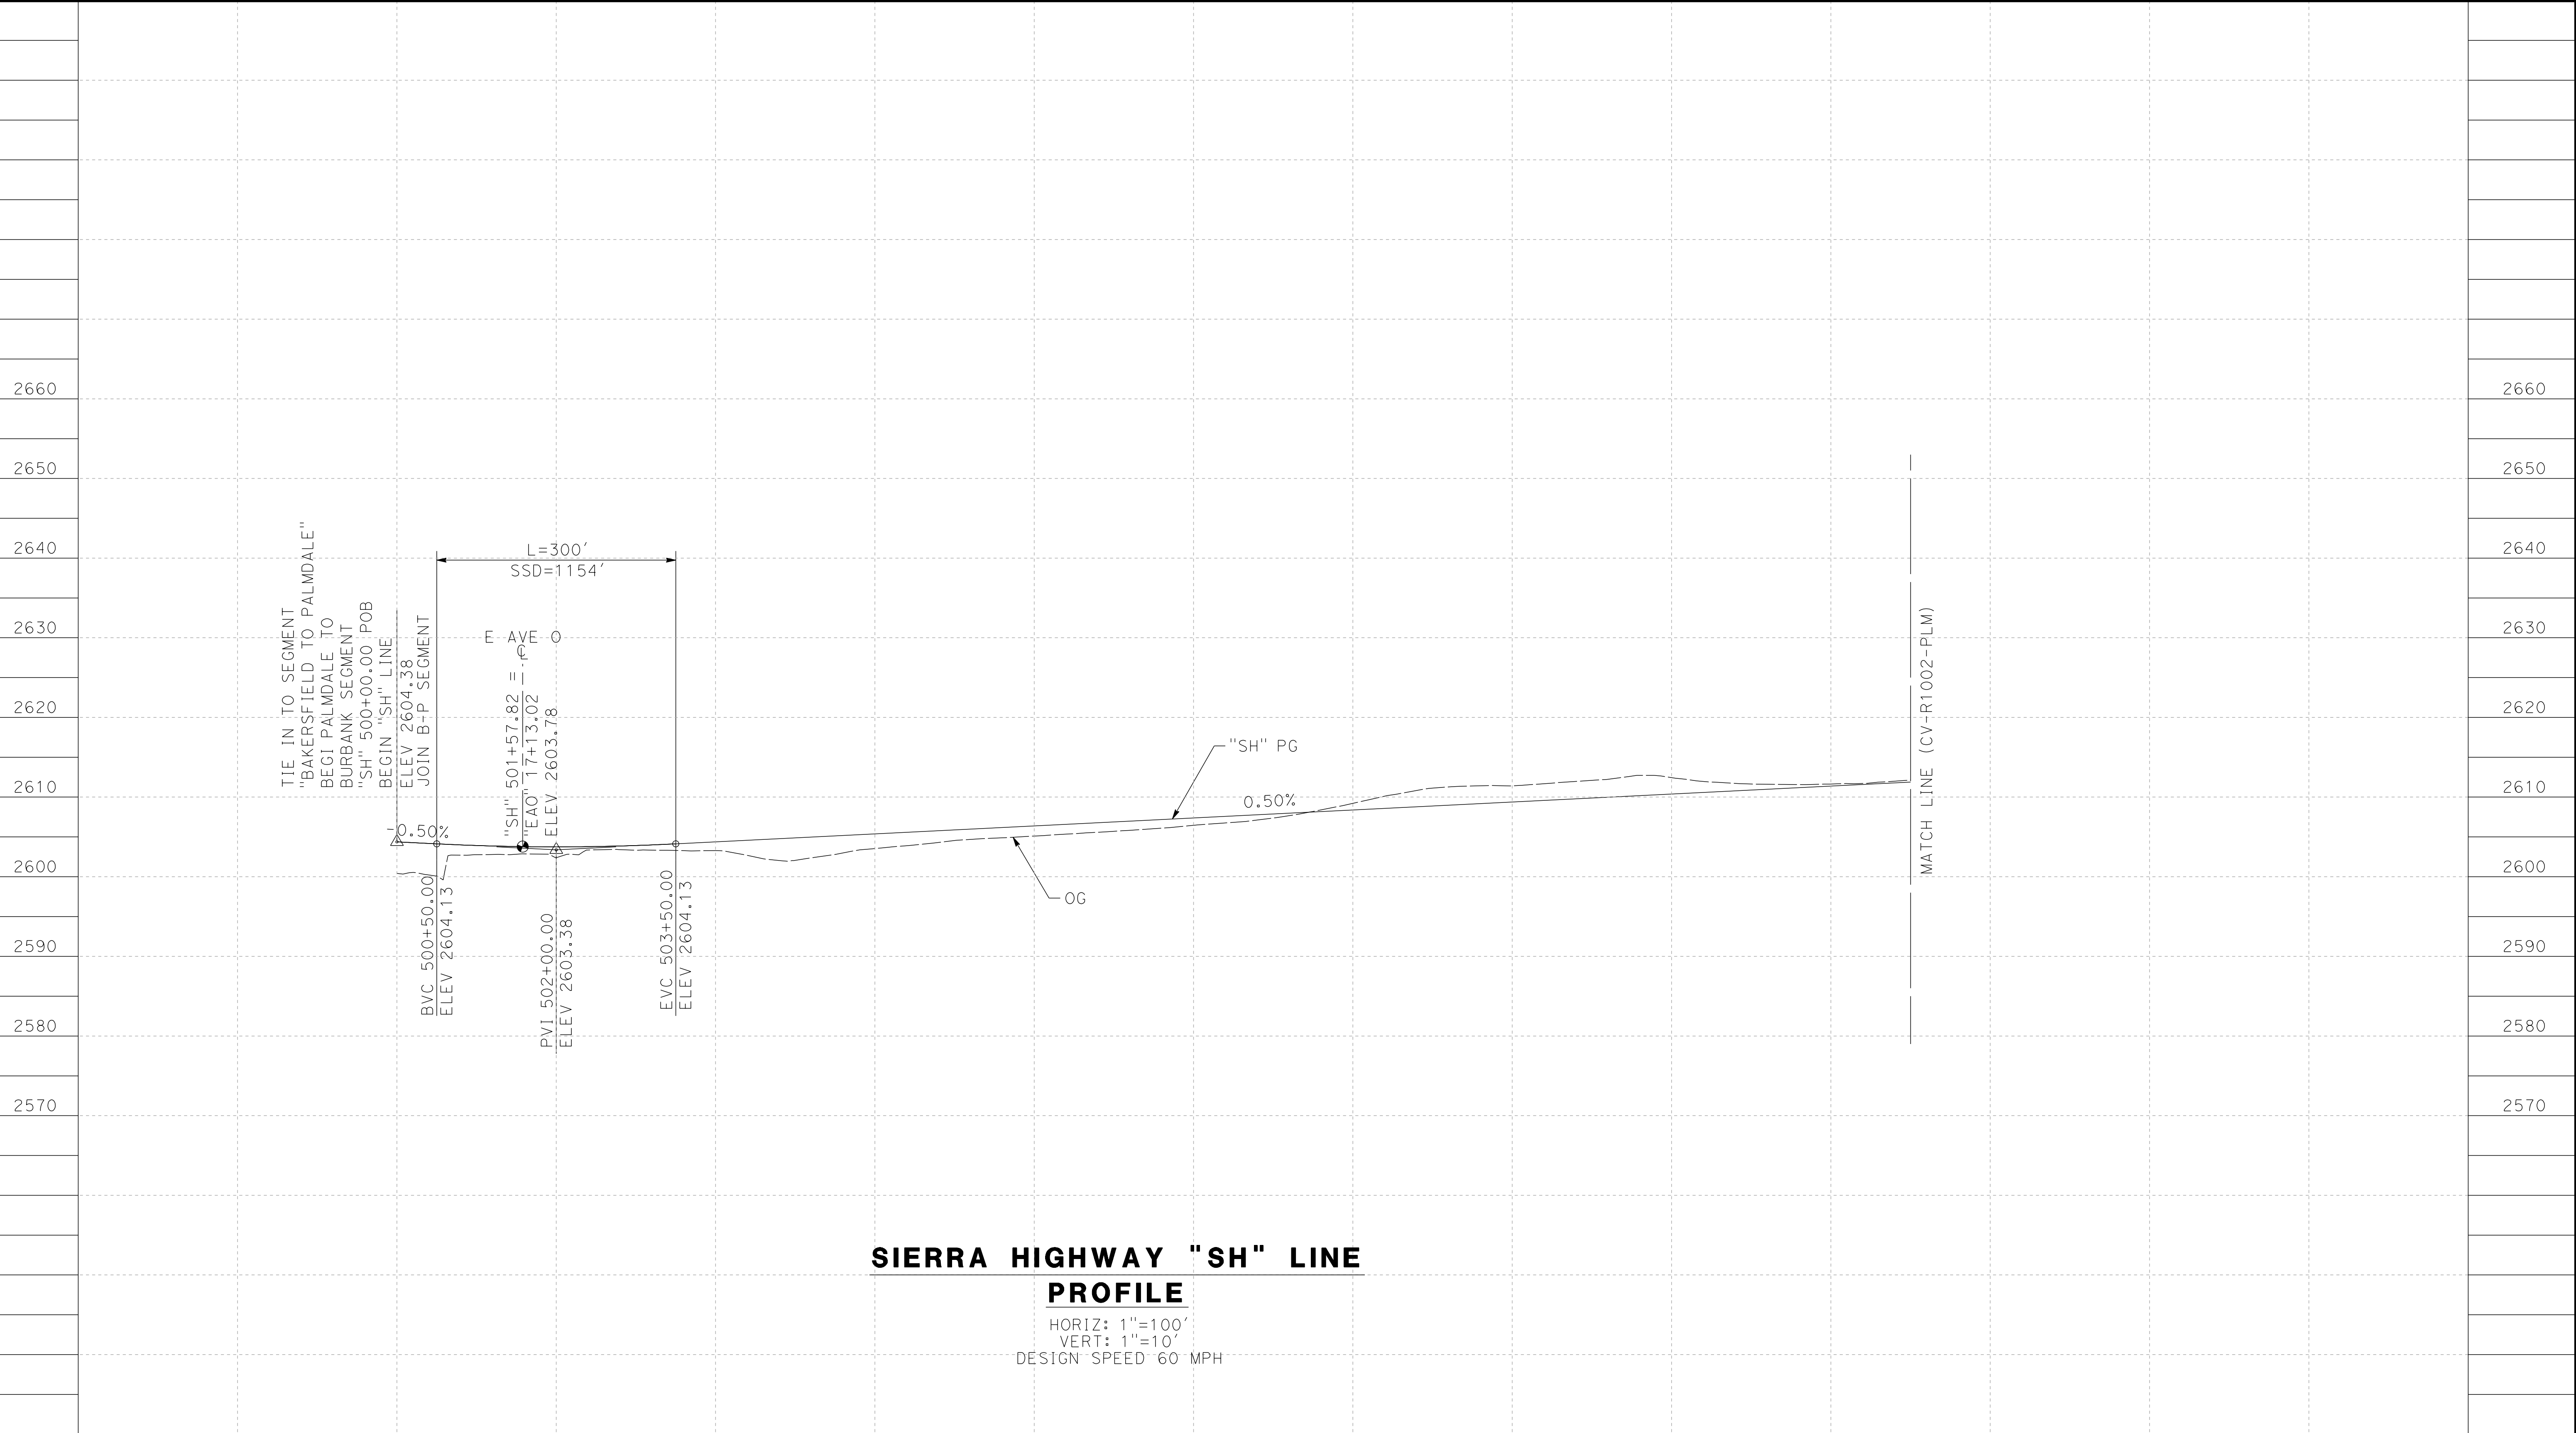 2660
2650
2640
2630
2620
2610
2600
2590
2580
2570
TIE IN TO SEGMENT
"BAKERSFIELD TO PALMDALE"
BEGI PALMDALE TO
BURBANK SEGMENT
"SH" 500+00.00 POB
BEGIN "SH" LINE
ELEV 2604.38
JOIN B-P SEGMENT
-0.50%
L=300'
SSD=1154'
E AVE O
℄
"SH" 501+57.82 =
"EAO" 17+13.02
ELEV 2603.78
BVC 500+50.00
ELEV 2604.13
PVI 502+00.00
ELEV 2603.38
EVC 503+50.00
ELEV 2604.13
"SH" PG
0.50%
OG
MATCH LINE (CV-R1002-PLM)
2660
2650
2640
2630
2620
2610
2600
2590
2580
2570
SIERRA HIGHWAY "SH" LINE
PROFILE
HORIZ: 1"=100'
VERT: 1"=10'
DESIGN SPEED 60 MPH